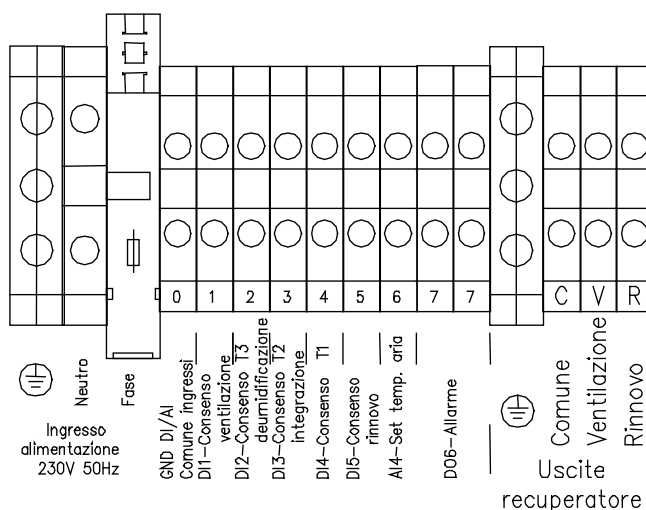 0 1 2 3 4 5 6 7 7 C V R
Neutro
Fase
Ingresso
alimentazione
230V 50Hz
GND DI/AI
Comune ingressi
DI1-Consenso
ventilazione
DI2-Consenso T3
deumidificazione
DI3-Consenso T2
integrazione
DI4-Consenso T1
DI5-Consenso
rinnovo
AI4-Set temp. aria
DO6-Allarme
Comune
Ventilazione
Rinnovo
Uscite
recuperatore